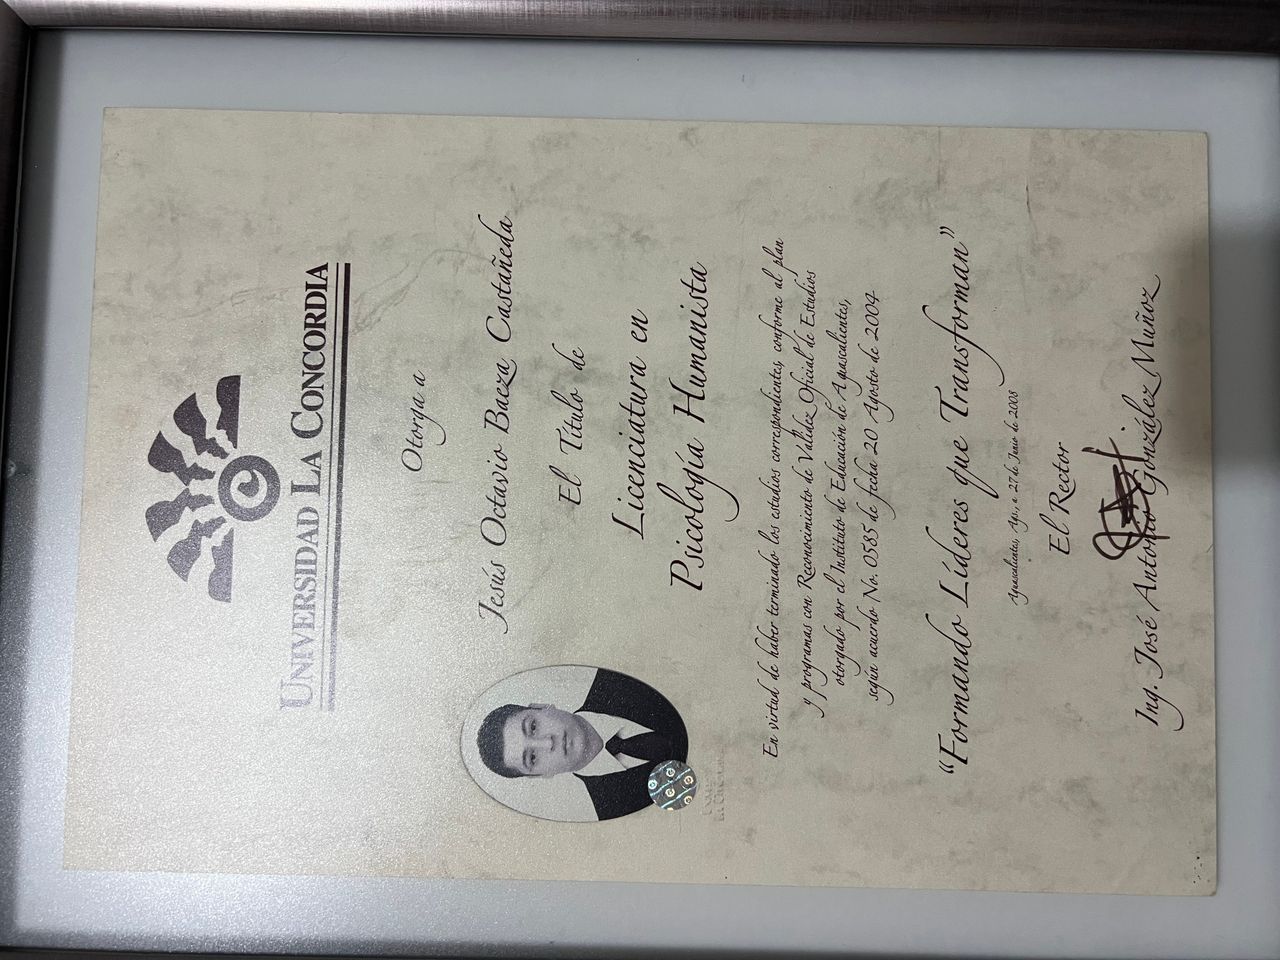 UNIVERSIDAD LA CONCORDIA
Otorga a
Jesús Octavio Baeza Castañeda
El Título de
Licenciatura en
Psicología Humanista
En virtud de haber terminado los estudios correspondientes, conforme al plan
y programas con Reconocimiento de Validez Oficial de Estudios
otorgado por el Instituto de Educación de Aguascalientes,
según acuerdo No. 0585 de fecha 20 Agosto de 2004
“Formando Líderes que Transforman”
Aguascalientes, Ags., a 27 de Junio de 2008
El Rector
Ing. José Antonio González Muñoz